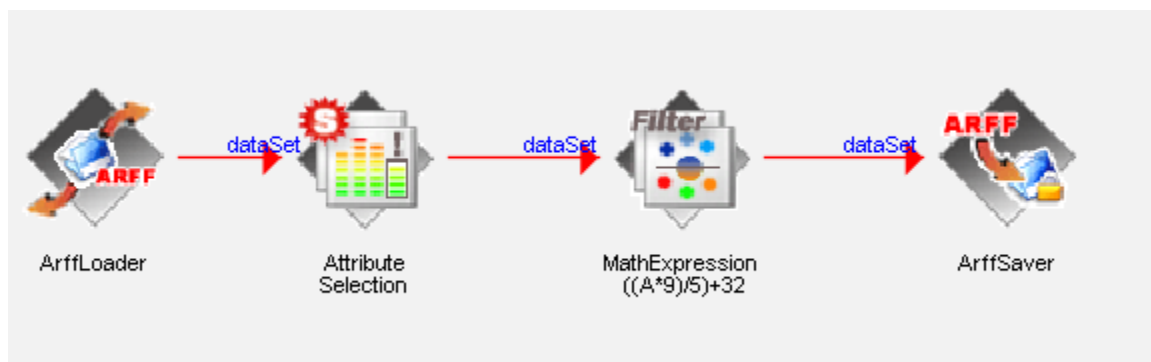 dataSet
dataSet
dataSet
S
!
Filter
ARFF
ARFF
ArffLoader
Attribute
Selection
MathExpression
((A*9)/5)+32
ArffSaver